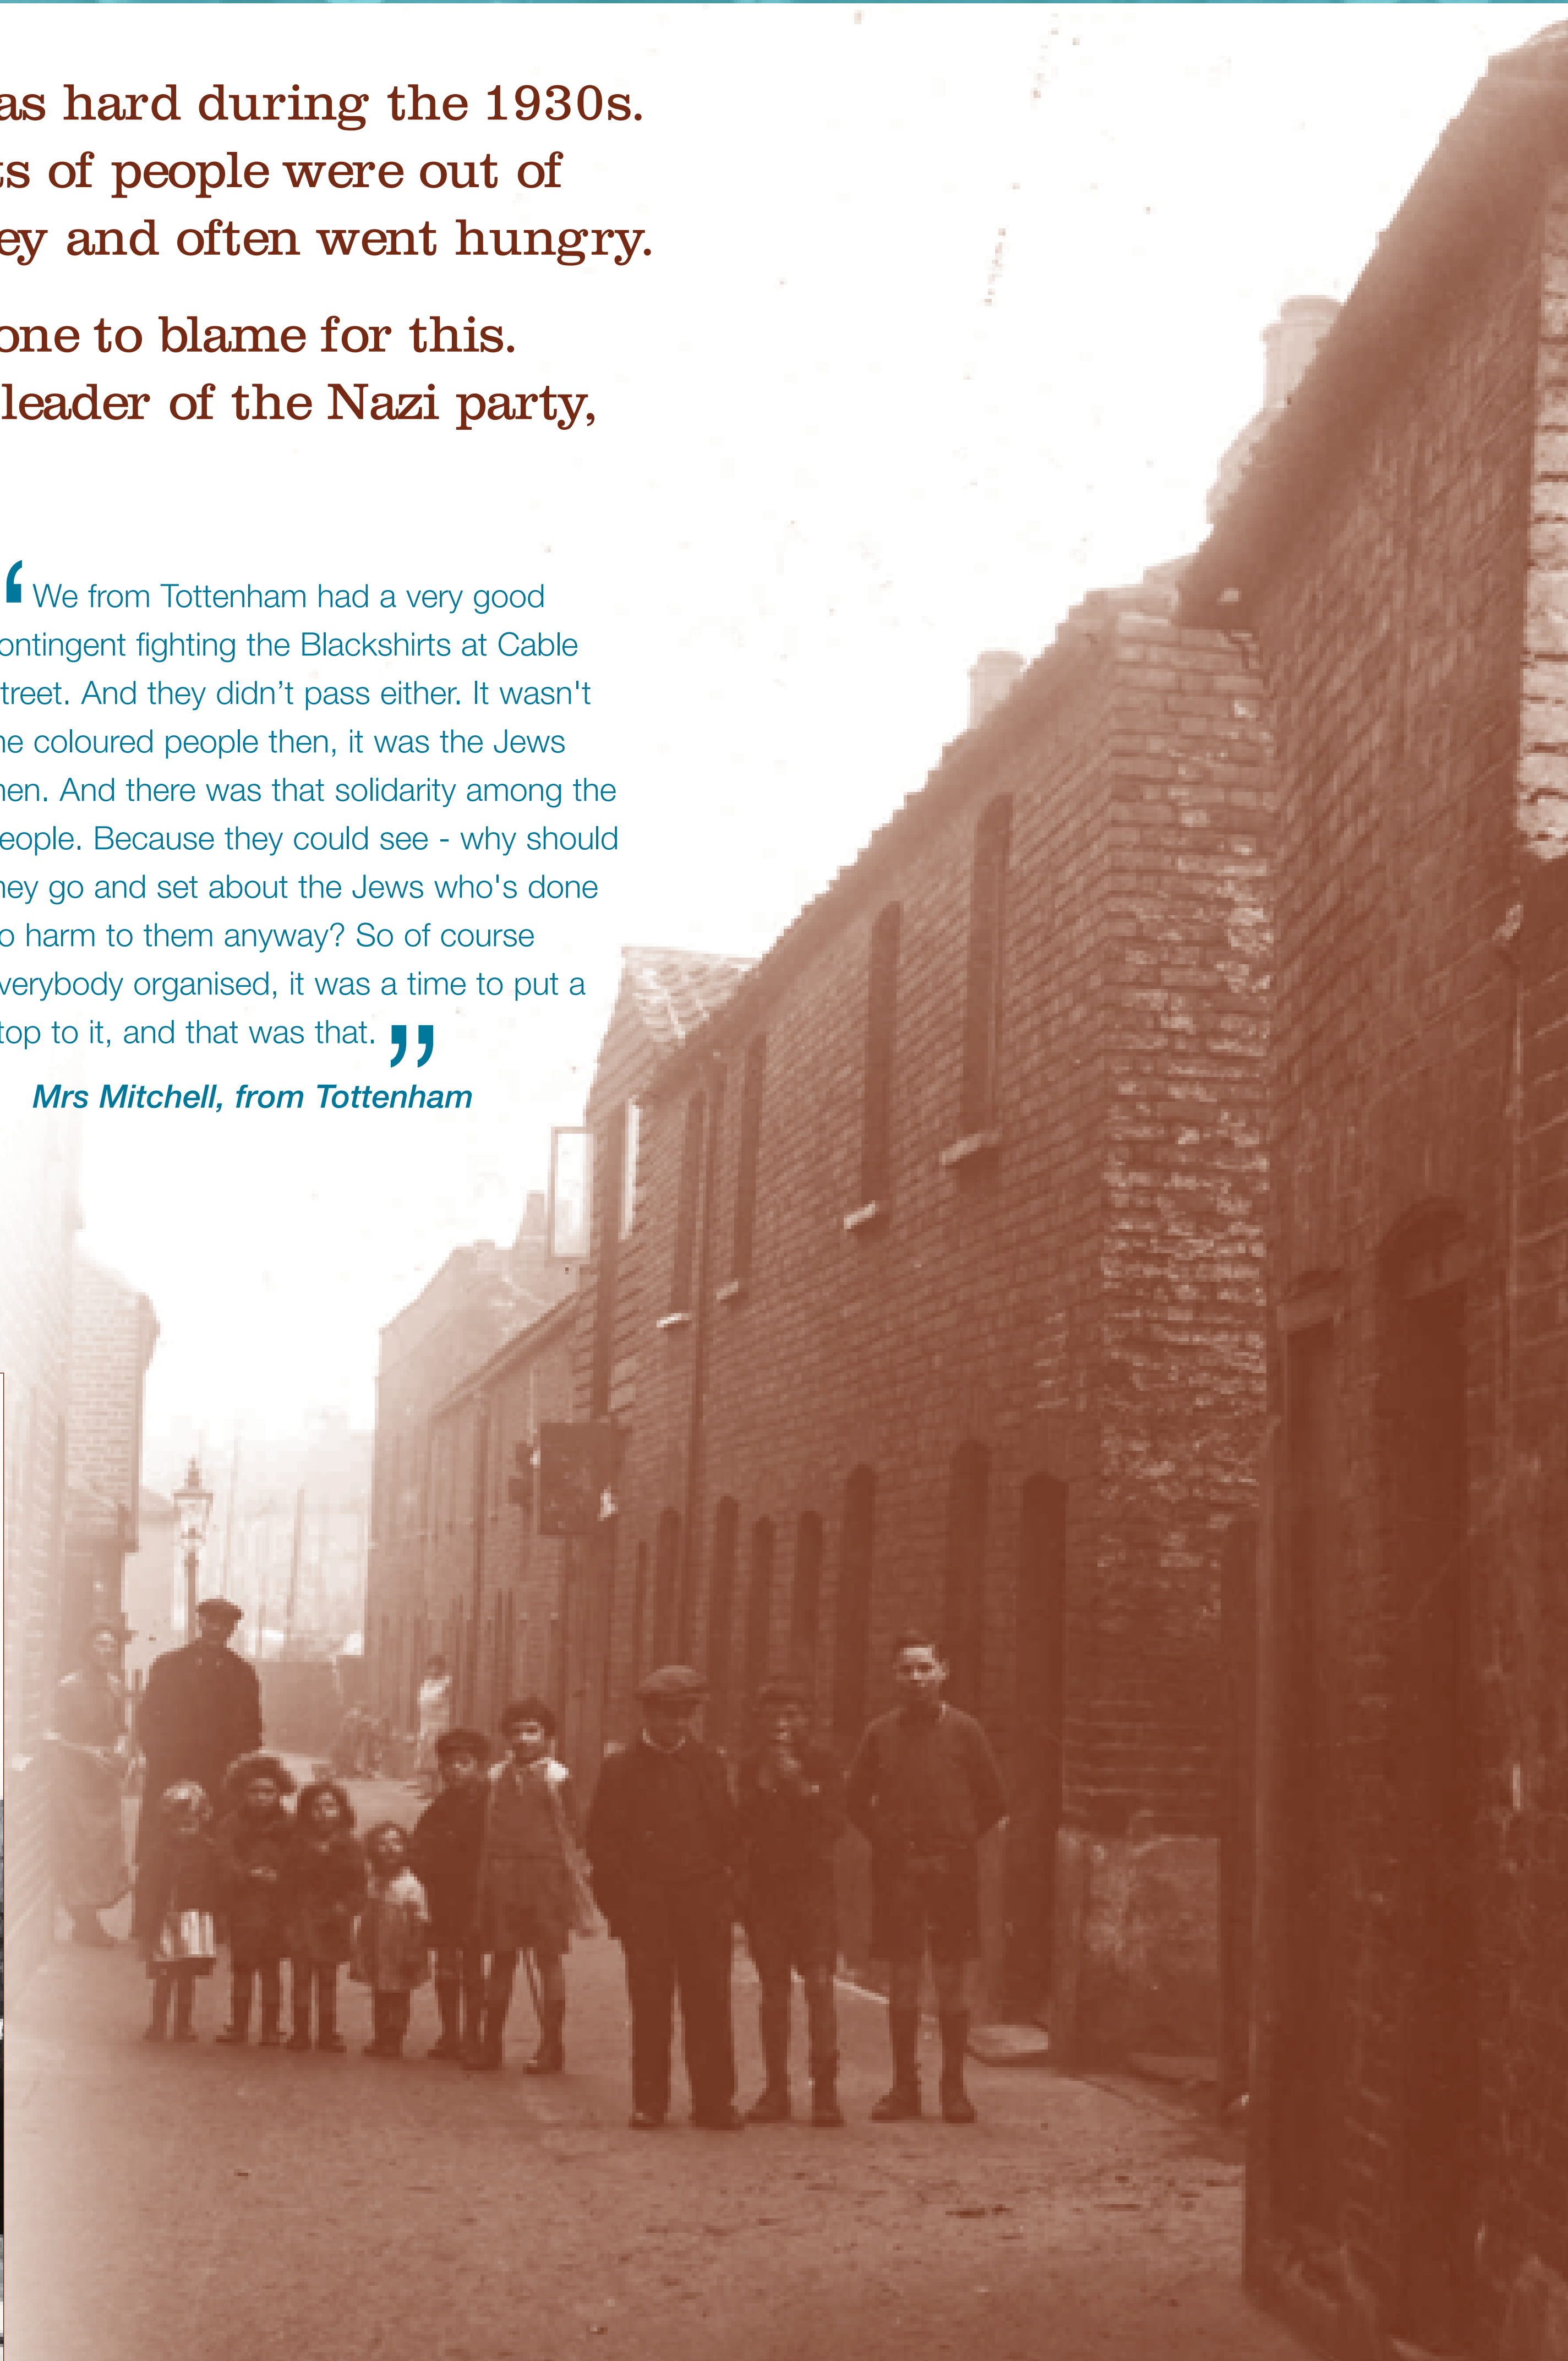 as hard during the 1930s.
ts of people were out of
ey and often went hungry.
one to blame for this.
leader of the Nazi party,
‘ We from Tottenham had a very good
ontingent fighting the Blackshirts at Cable
treet. And they didn’t pass either. It wasn't
he coloured people then, it was the Jews
hen. And there was that solidarity among the
eople. Because they could see - why should
hey go and set about the Jews who's done
o harm to them anyway? So of course
verybody organised, it was a time to put a
top to it, and that was that. ”
Mrs Mitchell, from Tottenham